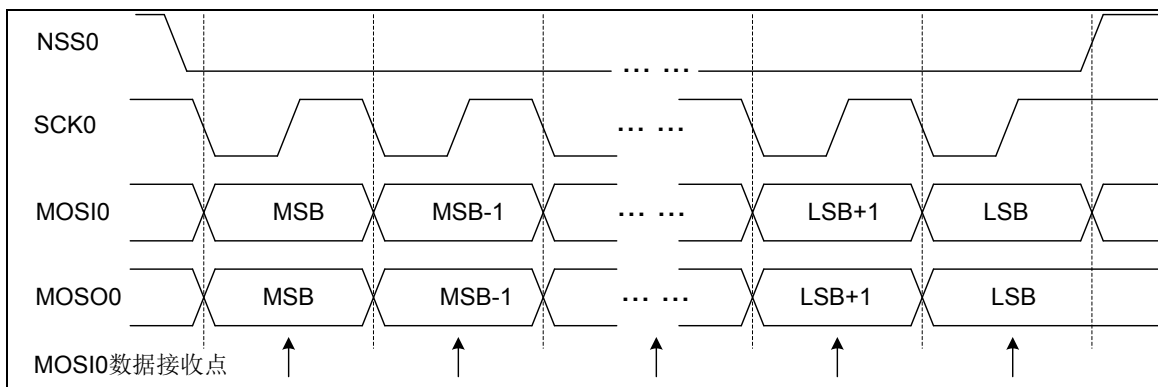 NSS0
... ...
SCK0
... ...
MOSI0 MSB MSB-1 ... ... LSB+1 LSB
MOSO0 MSB MSB-1 ... ... LSB+1 LSB
MOSI0数据接收点